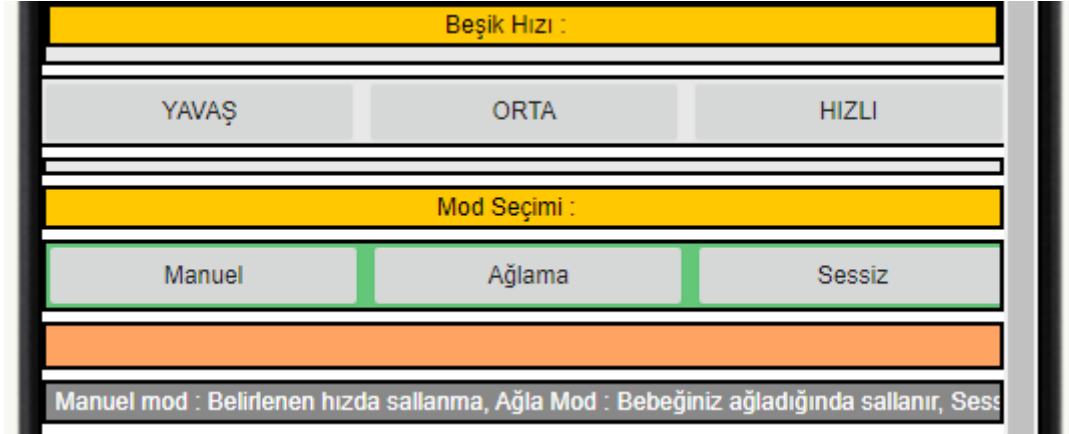 Beşik Hızı :
YAVAŞ ORTA HIZLI
Mod Seçimi :
Manuel Ağlama Sessiz
Manuel mod : Belirlenen hızda sallanma, Ağla Mod : Bebeğiniz ağladığında sallanır,